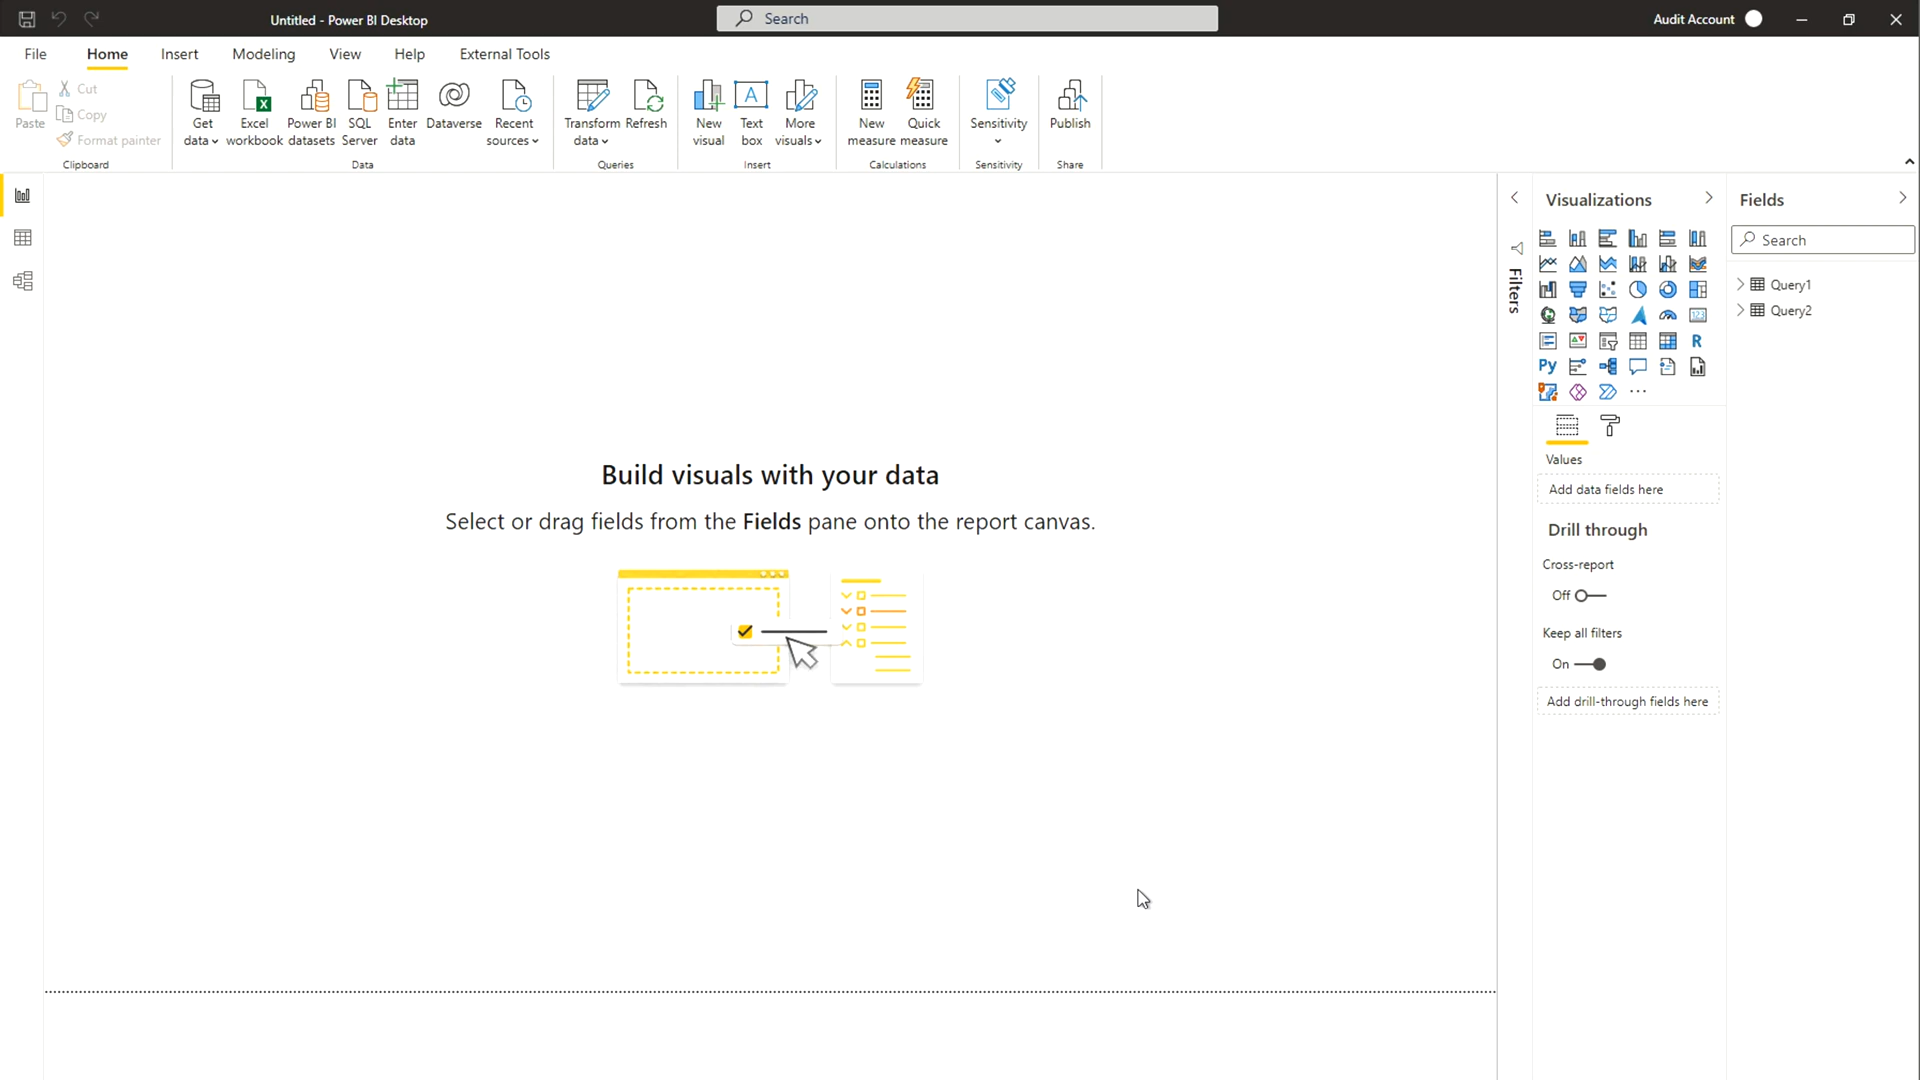 Untitled - Power BI Desktop
Search
Audit Account
File Home Insert Modeling View Help External Tools
Paste
Cut
Copy
Format painter
Clipboard
Get data
Excel workbook
Power BI datasets
SQL Server
Enter data
Dataverse
Recent sources
Data
Transform data
Refresh
Queries
New visual
Text box
More visuals
Insert
New measure
Quick measure
Calculations
Sensitivity
Sensitivity
Publish
Share
Build visuals with your data
Select or drag fields from the Fields pane onto the report canvas.
Filters
Visualizations
R
Py
123
Values
Add data fields here
Drill through
Cross-report
Off
Keep all filters
On
Add drill-through fields here
Fields
Search
Query1
Query2